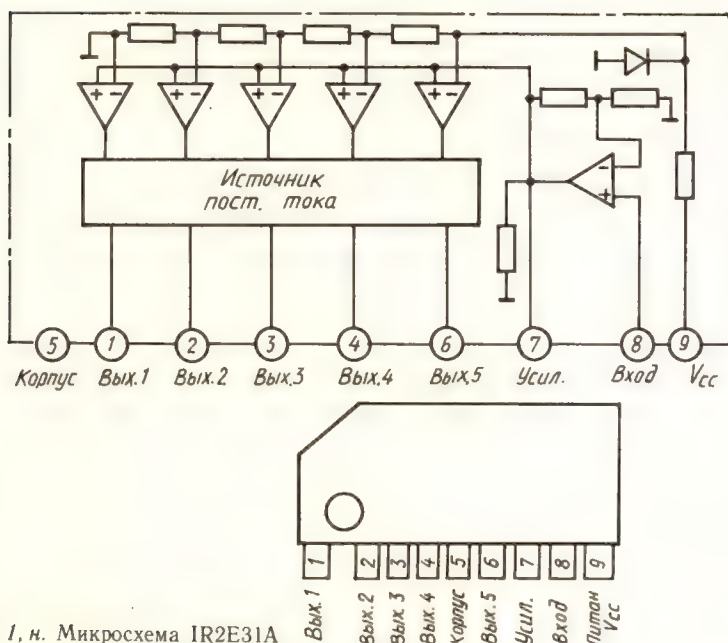 + - + - + - + - + -
Источник
пост. тока
-
+
5 1 2 3 4 6 7 8 9
Корпус Вых.1 Вых.2 Вых.3 Вых.4 Вых.5 Усил. Вход Vcc
1 2 3 4 5 6 7 8 9
Вых.1 Вых.2 Вых.3 Вых.4 Корпус Вых.5 Усил. Вход Питан Vcc
1, н. Микросхема IR2E31A